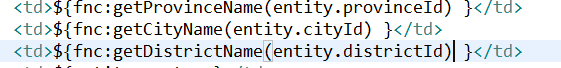 <td>${fnc:getProvinceName(entity.provinceId) }</td>
<td>${fnc:getCityName(entity.cityId) }</td>
<td>${fnc:getDistrictName(entity.districtId) }</td>